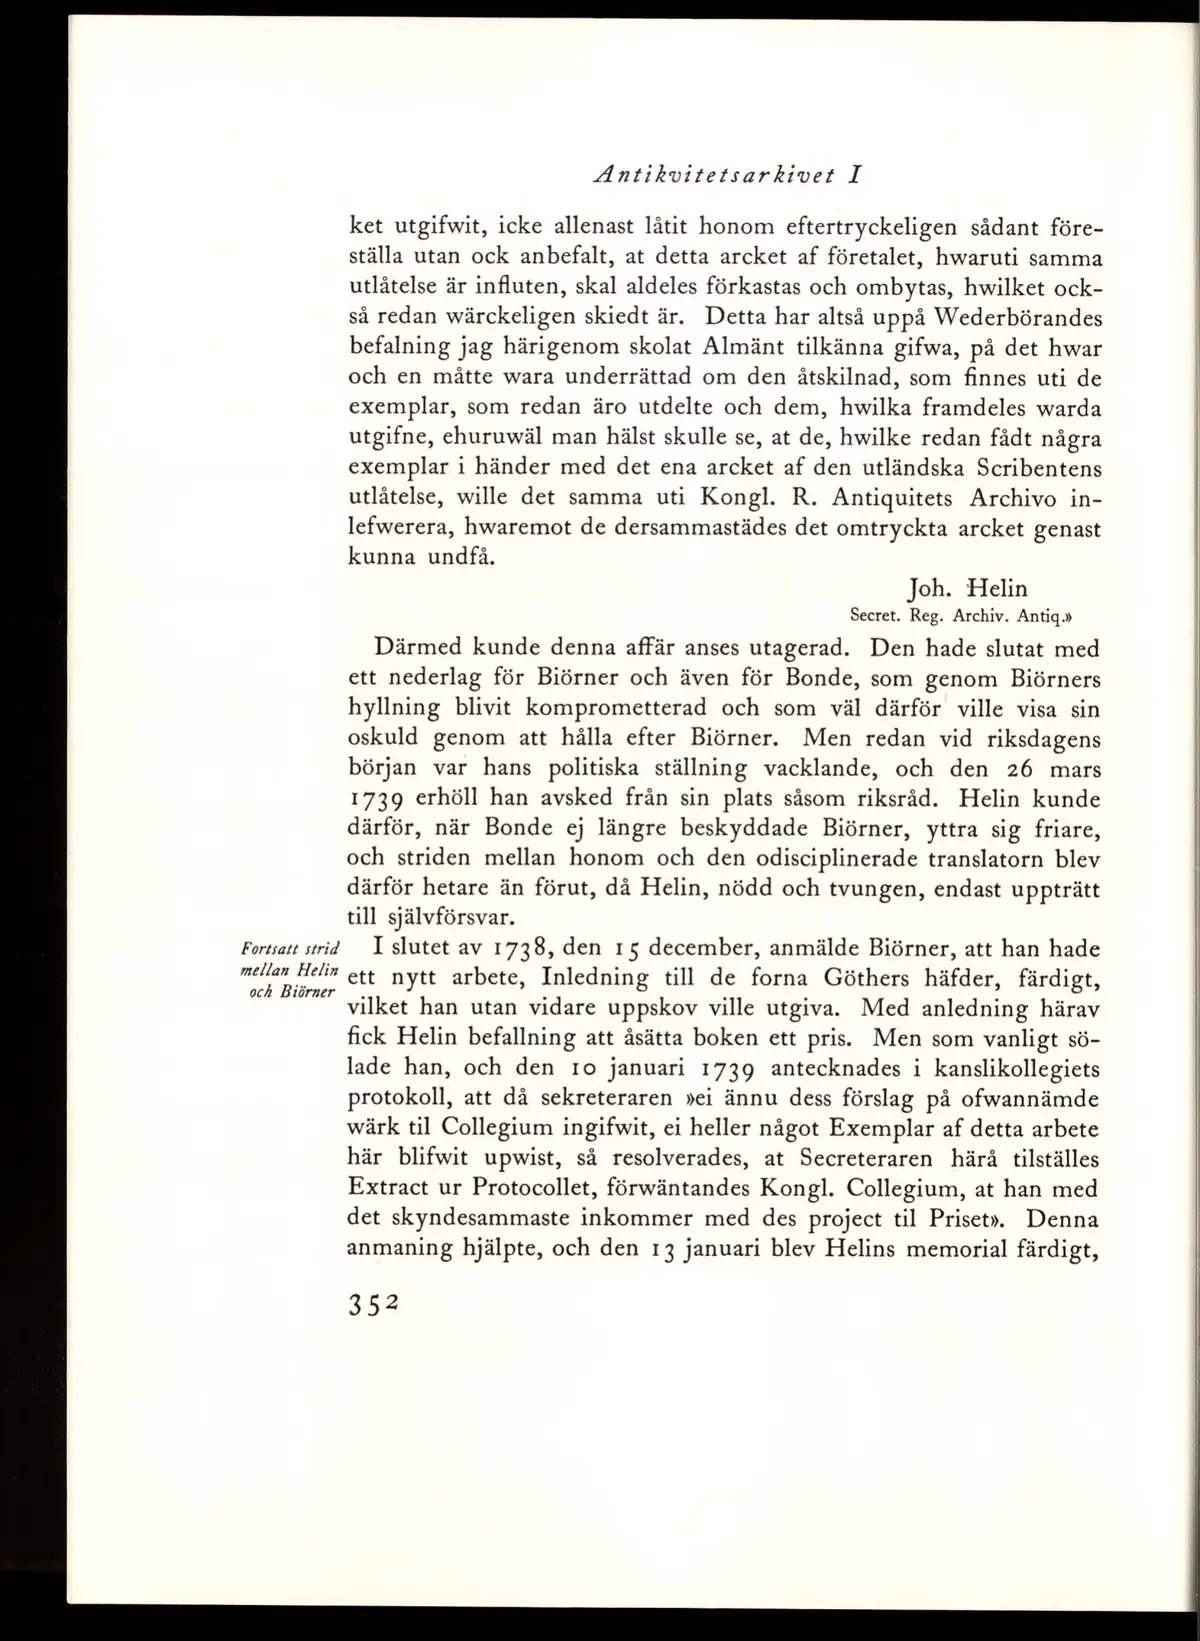 Antikvitetsarkivet I
ket utgifwit, icke allenast låtit honom eftertryckeligen sådant före-
ställa utan ock anbefalt, at detta arcket af företalet, hwaruti samma
utlåtelse är influten, skal aldeles förkastas och ombytas, hwilket ock-
så redan wärckeligen skiedt är. Detta har altså uppå Wederbörandes
befalning jag härigenom skolat Almänt tilkänna gifwa, på det hwar
och en måtte wara underrättad om den åtskilnad, som finnes uti de
exemplar, som redan äro utdelte och dem, hwilka framdeles warda
utgifne, ehuruwäl man hälst skulle se, at de, hwilke redan fådt några
exemplar i händer med det ena arcket af den utländska Scribentens
utlåtelse, wille det samma uti Kongl. R. Antiquitets Archivo in-
lefwerera, hwaremot de dersammastädes det omtryckta arcket genast
kunna undfå.
Joh. Helin
Secret. Reg. Archiv. Antiq.»
Därmed kunde denna affär anses utagerad. Den hade slutat med
ett nederlag för Biörner och även för Bonde, som genom Biörners
hyllning blivit komprometterad och som väl därför ville visa sin
oskuld genom att hålla efter Biörner. Men redan vid riksdagens
början var hans politiska ställning vacklande, och den 26 mars
1739 erhöll han avsked från sin plats såsom riksråd. Helin kunde
därför, när Bonde ej längre beskyddade Biörner, yttra sig friare,
och striden mellan honom och den odisciplinerade translatorn blev
därför hetare än förut, då Helin, nödd och tvungen, endast uppträtt
till självförsvar.
Fortsatt strid
mellan Helin
och Biörner
I slutet av 1738, den 15 december, anmälde Biörner, att han hade
ett nytt arbete, Inledning till de forna Göthers häfder, färdigt,
vilket han utan vidare uppskov ville utgiva. Med anledning härav
fick Helin befallning att åsätta boken ett pris. Men som vanligt sö-
lade han, och den 10 januari 1739 antecknades i kanslikollegiets
protokoll, att då sekreteraren »ei ännu dess förslag på ofwannämde
wärk til Collegium ingifwit, ei heller något Exemplar af detta arbete
här blifwit upwist, så resolverades, at Secreteraren härå tilställes
Extract ur Protocollet, förwäntandes Kongl. Collegium, at han med
det skyndesammaste inkommer med des project til Priset». Denna
anmaning hjälpte, och den 13 januari blev Helins memorial färdigt,
352